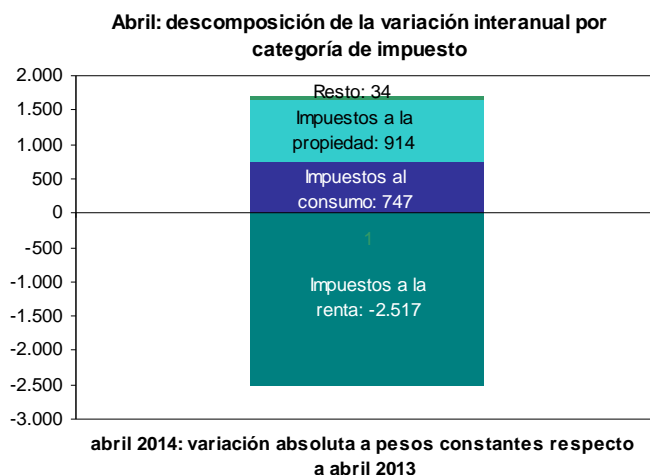 Abril: descomposición de la variación interanual por
categoría de impuesto
2.000
1.500
1.000
500
0
-500
-1.000
-1.500
-2.000
-2.500
-3.000
Resto: 34
Impuestos a la
propiedad: 914
Impuestos al
consumo: 747
1
Impuestos a la
renta: -2.517
abril 2014: variación absoluta a pesos constantes respecto
a abril 2013